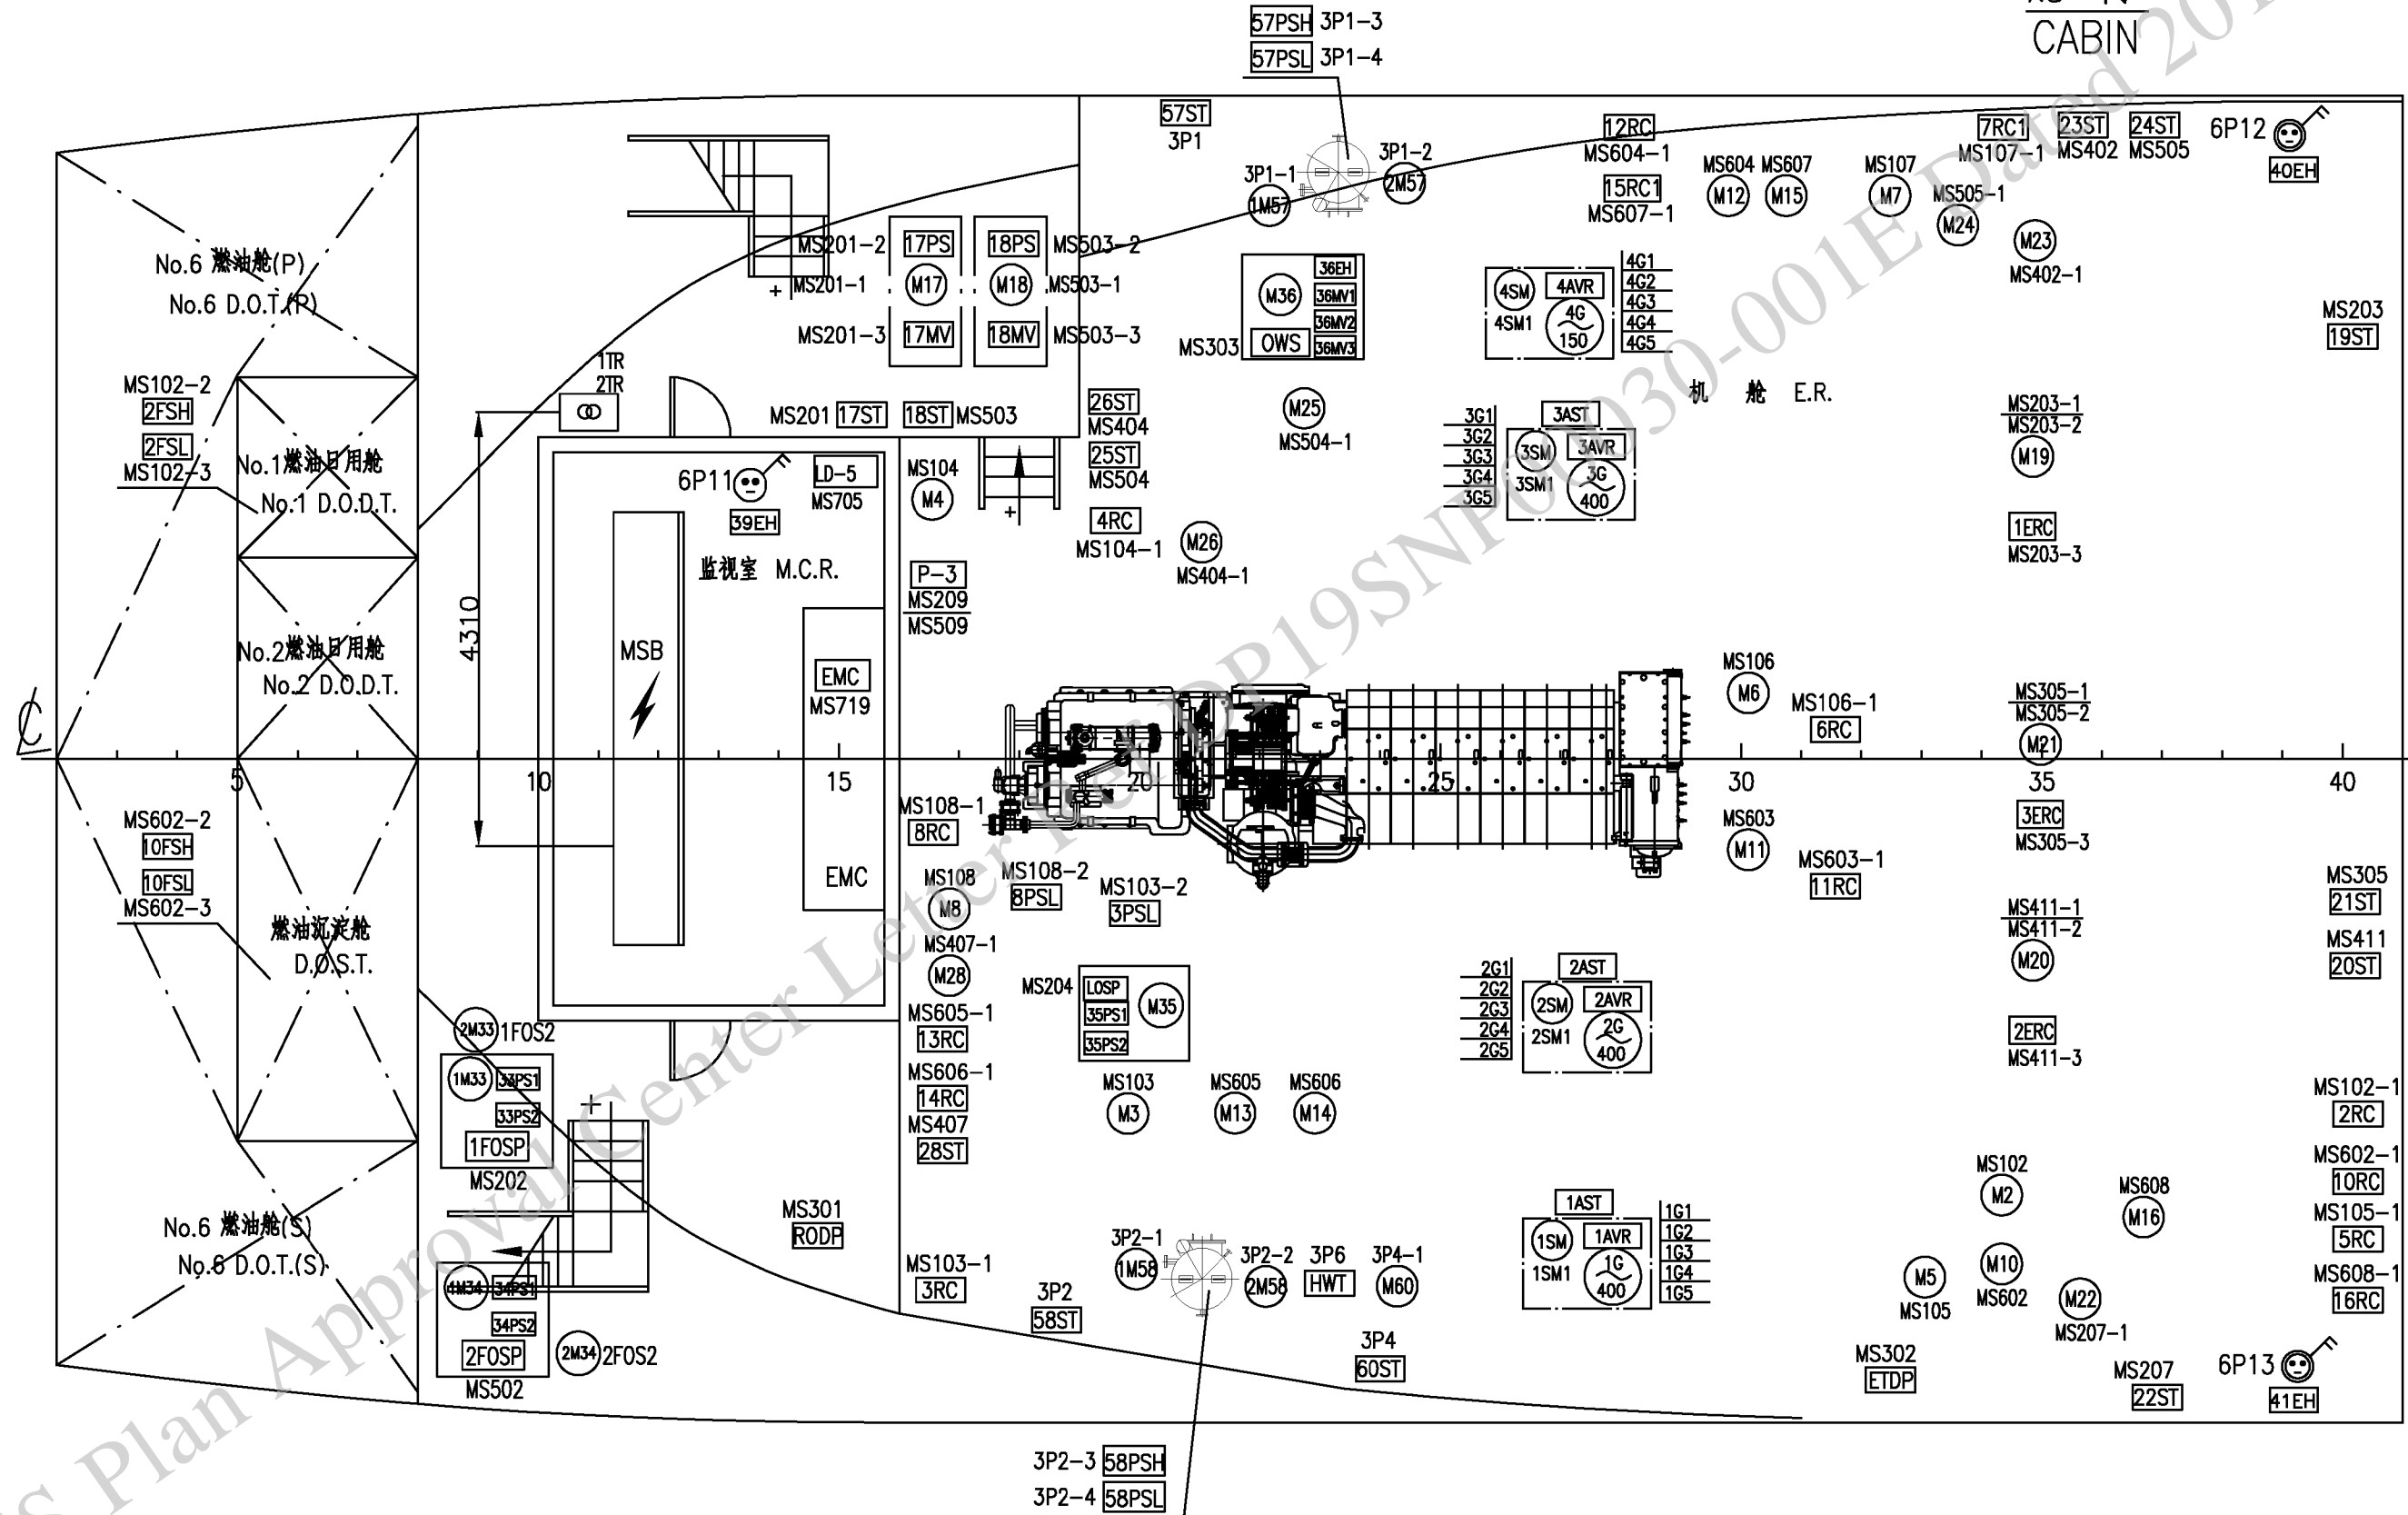 CABIN
57PSH 3P1-3
57PSL 3P1-4
57ST
3P1
3P1-1
1M57
3P1-2
2M57
12RC
MS604-1
15RC1
MS607-1
MS604
M12
MS607
M15
MS107
M7
7RC1
MS107-1
23ST
MS402
24ST
MS505
MS505-1
M24
M23
MS402-1
6P12
40EH
MS203
19ST
No.6 燃油舱(P)
No.6 D.O.T.(P)
MS201-2 17PS
MS201-1 M17
MS201-3 17MV
18PS MS503-2
M18 MS503-1
18MV MS503-3
M36
36EH
36MV1
36MV2
36MV3
MS303 OWS
4SM
4SM1
4AVR
4G
150
4G1
4G2
4G3
4G4
4G5
机 舱 E.R.
1TR
2TR
MS102-2
2FSH
2FSL
MS102-3
No.1燃油日用舱
No.1 D.O.D.T.
MS201 17ST
18ST MS503
26ST
MS404
25ST
MS504
M25
MS504-1
3G1
3G2
3G3
3G4
3G5
3AST
3SM
3SM1
3AVR
3G
400
MS203-1
MS203-2
M19
1ERC
MS203-3
6P11
39EH
LD-5
MS705
MS104
M4
4RC
MS104-1
M26
MS404-1
监视室 M.C.R.
P-3
MS209
MS509
4310
MSB
EMC
MS719
EMC
No.2燃油日用舱
No.2 D.O.D.T.
MS106
M6
MS106-1
6RC
MS305-1
MS305-2
M21
5
10
15
20
25
30
35
40
MS602-2
10FSH
10FSL
MS602-3
燃油沉淀舱
D.O.S.T.
MS108-1
8RC
MS108
M8
MS108-2
8PSL
MS103-2
3PSL
MS603
M11
MS603-1
11RC
3ERC
MS305-3
MS305
21ST
MS411
20ST
MS411-1
MS411-2
M20
2ERC
MS411-3
MS407-1
M28
MS605-1
13RC
MS606-1
14RC
MS407
28ST
MS204
LOSP
35PS1
35PS2
M35
2G1
2G2
2G3
2G4
2G5
2AST
2SM
2SM1
2AVR
2G
400
2M33 1FOS2
1M33
33PS1
33PS2
1FOSP
MS202
MS103
M3
MS605
M13
MS606
M14
MS102-1
2RC
MS602-1
10RC
MS105-1
5RC
MS608-1
16RC
MS102
M2
MS608
M16
M10
MS602
M5
MS105
M22
MS207-1
No.6 燃油舱(S)
No.6 D.O.T.(S)
1M34
34PS1
34PS2
2FOSP
MS502
2M34 2FOS2
MS301
RODP
MS103-1
3RC
3P2
58ST
3P2-1
1M58
3P2-2
2M58
3P6
HWT
3P4-1
M60
3P4
60ST
1AST
1SM
1SM1
1AVR
1G
400
1G1
1G2
1G3
1G4
1G5
MS302
ETDP
MS207
22ST
6P13
41EH
3P2-3 58PSH
3P2-4 58PSL
Plan Approval Center Letter Ref DP19SNP00030-001E Dated